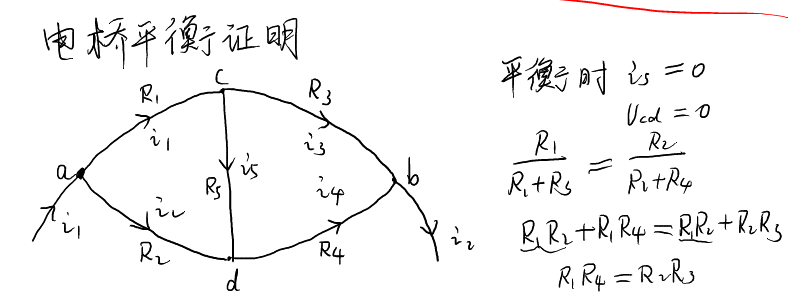 电桥平衡证明
平衡时 i₅ = 0
U_cd = 0
R₁/(R₁+R₃) = R₂/(R₂+R₄)
R₁R₂+R₁R₄=R₁R₂+R₂R₃
R₁R₄=R₂R₃
c
R₁
R₃
i₁
i₃
a
R₅
i₅
i₄
b
i₁
i₂
R₂
R₄
i₂
d